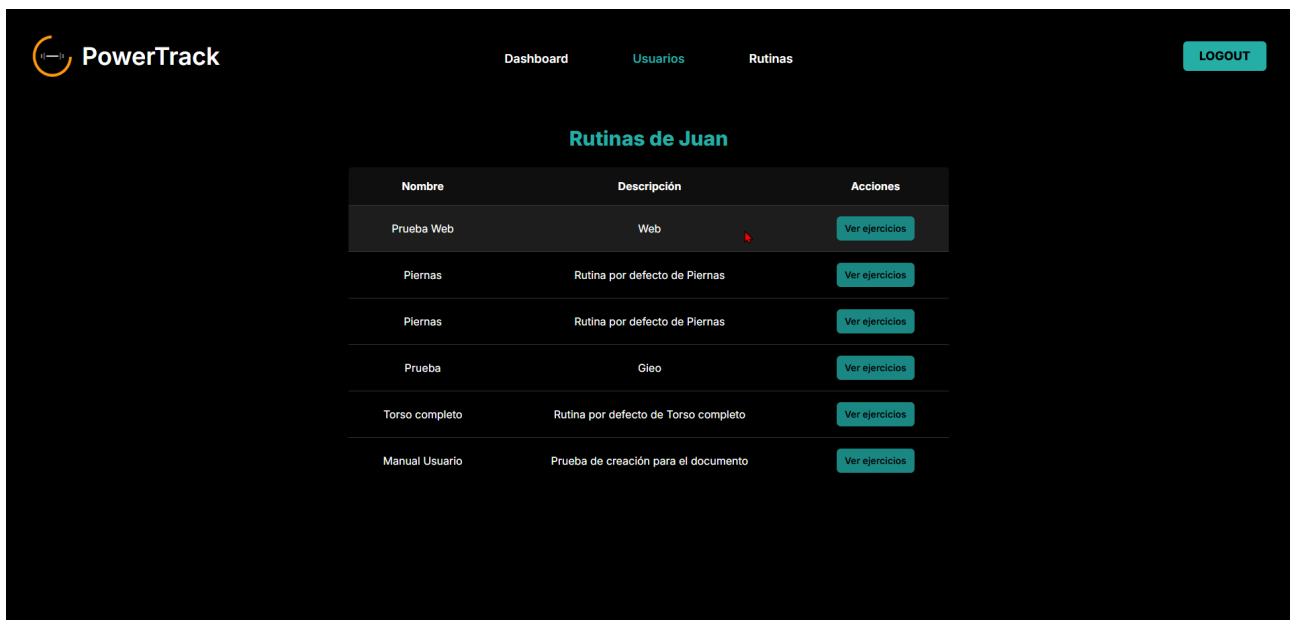 PowerTrack Dashboard Usuarios Rutinas LOGOUT
Rutinas de Juan
Nombre Descripción Acciones
Prueba Web Web Ver ejercicios
Piernas Rutina por defecto de Piernas Ver ejercicios
Piernas Rutina por defecto de Piernas Ver ejercicios
Prueba Gieo Ver ejercicios
Torso completo Rutina por defecto de Torso completo Ver ejercicios
Manual Usuario Prueba de creación para el documento Ver ejercicios